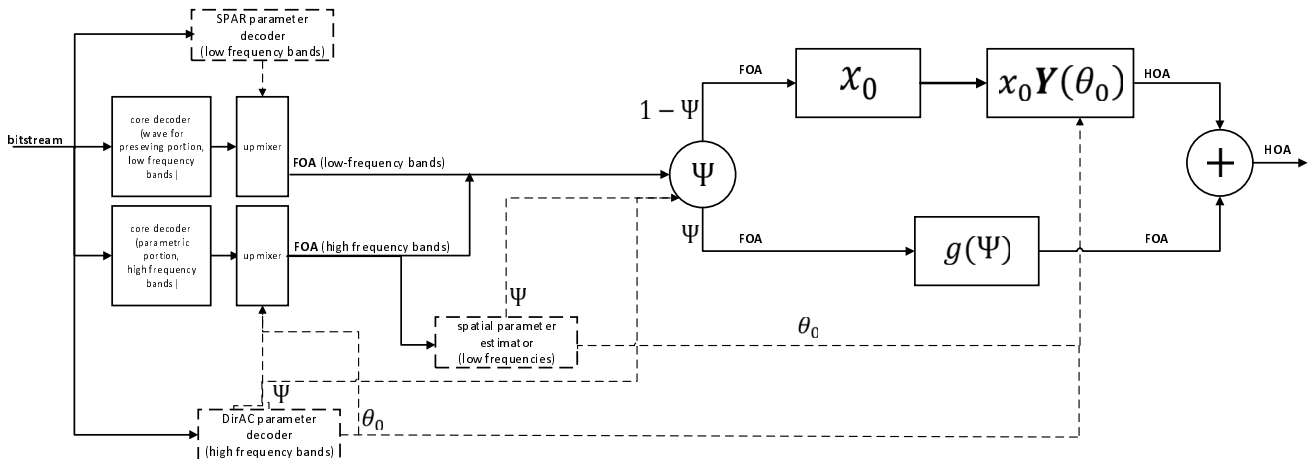 SPAR parameter
decoder
(low frequency bands)
bitstream
core decoder
(wave for
preseving portion,
low frequency
bands |
upmixer
FOA (low-frequency bands)
core decoder
(parametric
portion,
high frequency
bands |
upmixer
FOA (high frequency bands)
spatial parameter
estimator
(low frequencies)
Ψ
θ₀
DirAC parameter
decoder
(high frequency bands)
Ψ
θ₀
Ψ
1 − Ψ
FOA
x₀
x₀Y(θ₀)
HOA
Ψ
FOA
g(Ψ)
FOA
+
HOA